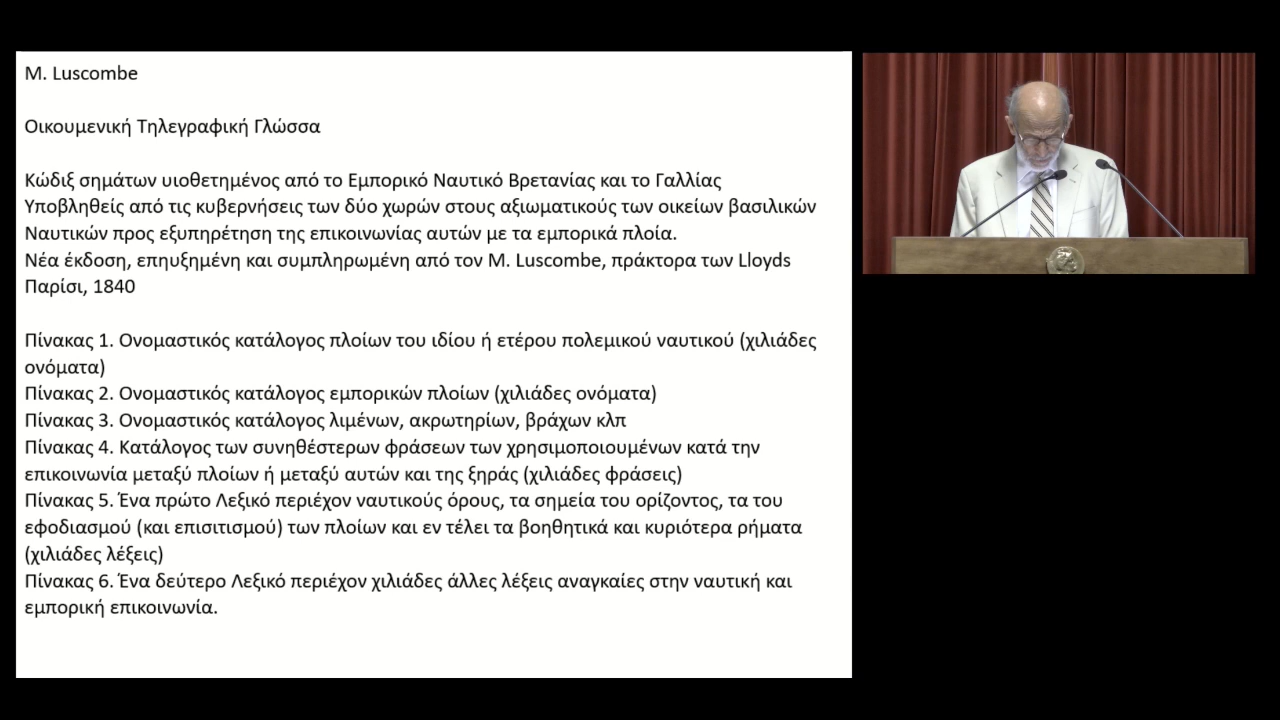 M. Luscombe
Οικουμενική Τηλεγραφική Γλώσσα
Κώδιξ σημάτων υιοθετημένος από το Εμπορικό Ναυτικό Βρετανίας και το Γαλλίας
Υποβληθείς από τις κυβερνήσεις των δύο χωρών στους αξιωματικούς των οικείων βασιλικών
Ναυτικών προς εξυπηρέτηση της επικοινωνίας αυτών με τα εμπορικά πλοία.
Νέα έκδοση, επηυξημένη και συμπληρωμένη από τον M. Luscombe, πράκτορα των Lloyds
Παρίσι, 1840
Πίνακας 1. Ονομαστικός κατάλογος πλοίων του ιδίου ή ετέρου πολεμικού ναυτικού (χιλιάδες
ονόματα)
Πίνακας 2. Ονομαστικός κατάλογος εμπορικών πλοίων (χιλιάδες ονόματα)
Πίνακας 3. Ονομαστικός κατάλογος λιμένων, ακρωτηρίων, βράχων κλπ
Πίνακας 4. Κατάλογος των συνηθέστερων φράσεων των χρησιμοποιουμένων κατά την
επικοινωνία μεταξύ πλοίων ή μεταξύ αυτών και της ξηράς (χιλιάδες φράσεις)
Πίνακας 5. Ένα πρώτο Λεξικό περιέχον ναυτικούς όρους, τα σημεία του ορίζοντος, τα του
εφοδιασμού (και επισιτισμού) των πλοίων και εν τέλει τα βοηθητικά και κυριότερα ρήματα
(χιλιάδες λέξεις)
Πίνακας 6. Ένα δεύτερο Λεξικό περιέχον χιλιάδες άλλες λέξεις αναγκαίες στην ναυτική και
εμπορική επικοινωνία.